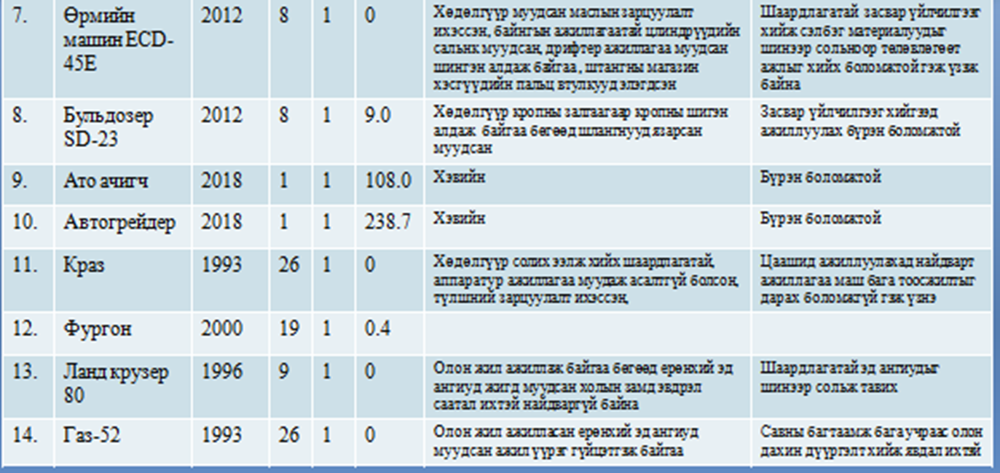 7. Өрмийн 2012 8 1 0 Хөдөлгүүр муудсан маслын зарцуулалт Шаардлагатай засвар үйлчилгээг
машин ECD- ихэссэн, байнгын ажиллагаатай цлиндрүүдийн хийж сэлбэг материалуудыг
45E сальнк муудсан, дрифтер ажиллагаа муудсан шинээр сольноор төлөвлөгөөт
шингэн алдаж байгаа, штангны магазин ажлыг хийх боломжтой гэж үзэж
хэсгүүдийн пальц втулкууд элэгдсэн байна
8. Бульдозер 2012 8 1 9.0 Хөдөлгүүр кропны залгаагаар кропны шигэн Засвар үйлчилгээг хийгээд
SD-23 алдаж байгаа бөгөөд шлангнууд язарсан ажиллуулах бүрэн боломжтой
муудсан
9. Ато ачигч 2018 1 1 108.0 Хэвийн Бүрэн боломжтой
10. Автогрейдер 2018 1 1 238.7 Хэвийн Бүрэн боломжтой
11. Краз 1993 26 1 0 Хөдөлгүүр солих ээлж хийх шаардлагатай, Цаашид ажиллуулахад найдварт
аппаратур ажиллагаа муудаж асалтгүй болсон, ажиллагаа маш бага тоосжилтыг
түлшний зарцуулалт ихэссэн, дарах боломжгүй гэж үзнэ
12. Фургон 2000 19 1 0.4
13. Ланд крузер 1996 9 1 0 Олон жил ажиллаж байгаа бөгөөд ерөнхий эд Шаардлагатай эд ангиудыг
80 ангиуд жигд муудсан холын замд эвдрэл шинээр сольж тавих
саатал ихтэй найдваргүй байна
14. Газ-52 1993 26 1 0 Олон жил ажилласан ерөнхий эд ангиуд Савны багтаамж бага учраас олон
муудсан ажил үүрэг гүйцэтгэж байгаа дахин дүүргэлт хийж явдал ихтэй